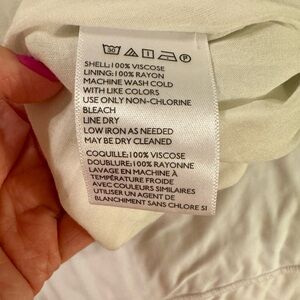 SHELL:100% VISCOSE
LINING:100% RAYON
MACHINE WASH COLD
WITH LIKE COLORS
USE ONLY NON-CHLORINE
BLEACH
LINE DRY
LOW IRON AS NEEDED
MAY BE DRY CLEANED
COQUILLE:100% VISCOSE
DOUBLURE:100% RAYONNE
LAVAGE EN MACHINE À
TEMPÉRATURE FROIDE
AVEC COULEURS SIMILAIRES
UTILISER UN AGENT DE
BLANCHIMENT SANS CHLORE SI